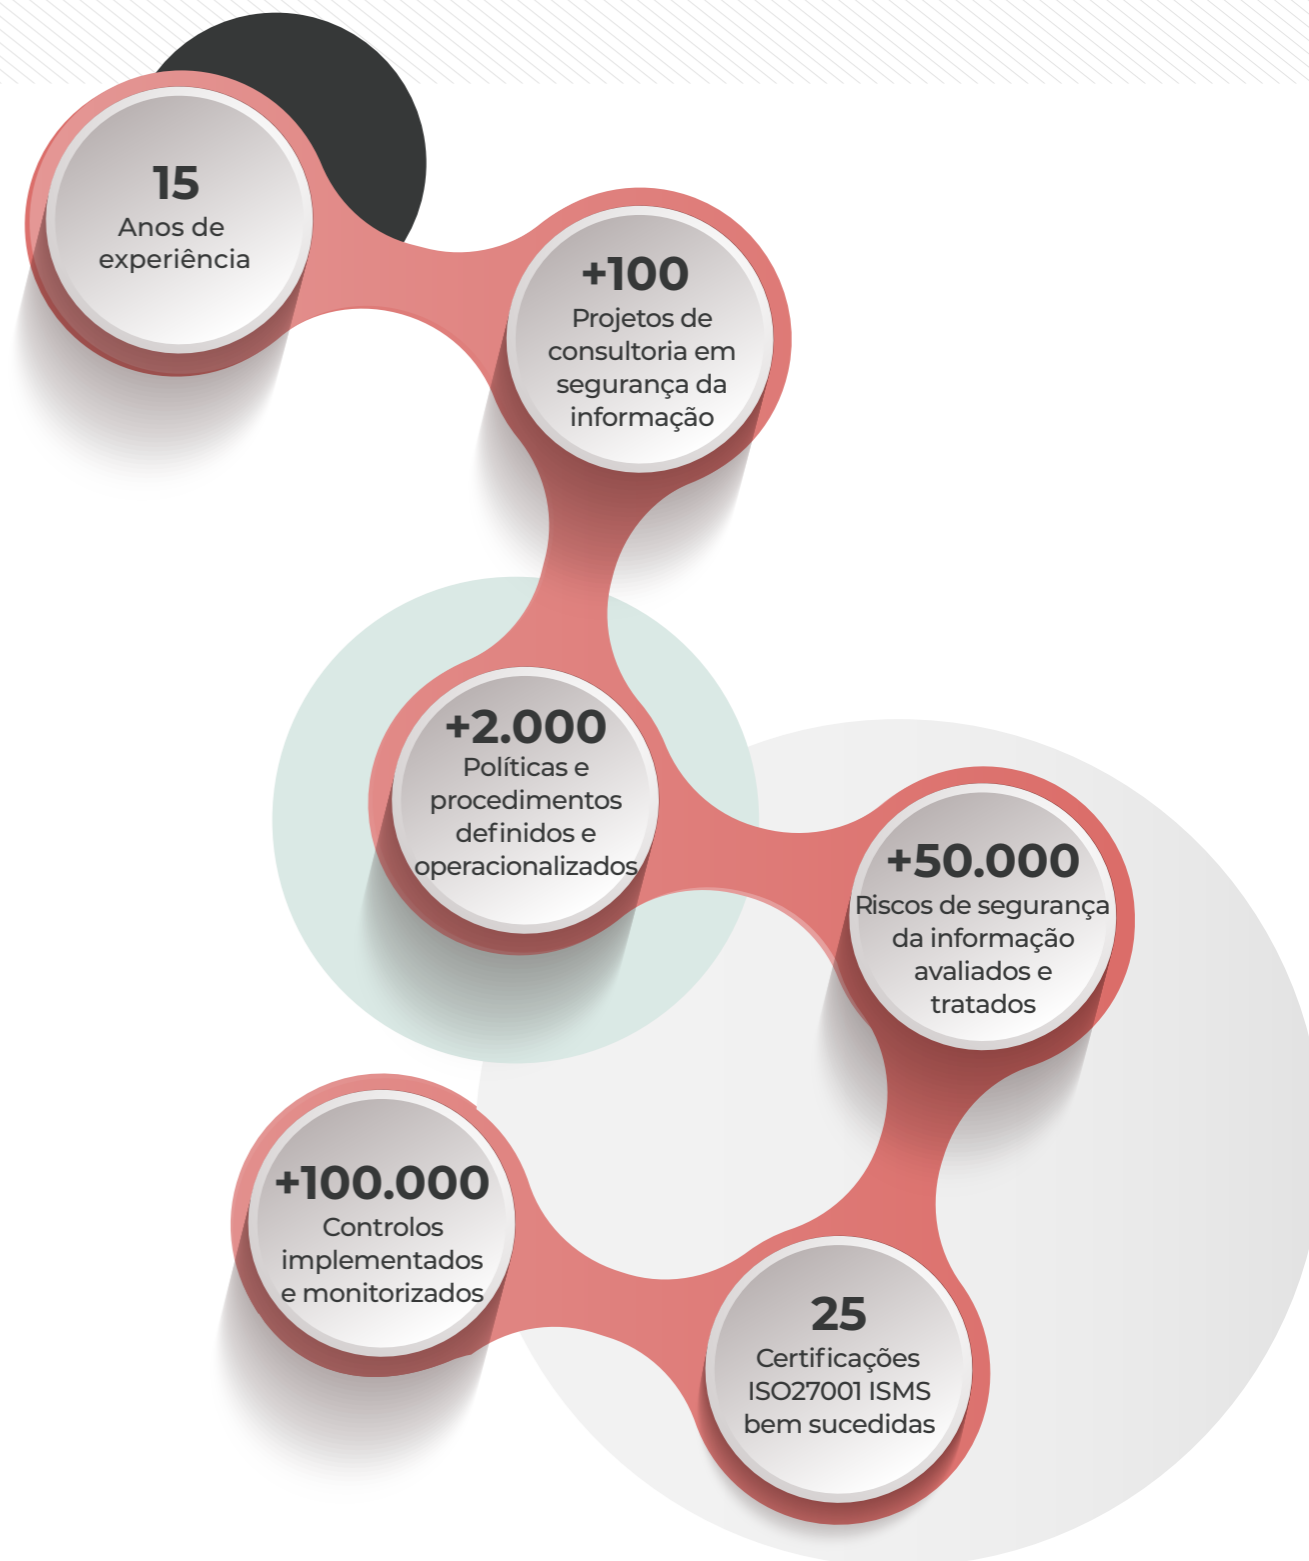 15
Anos de
experiência
+100
Projetos de
consultoria em
segurança da
informação
+2.000
Políticas e
procedimentos
definidos e
operacionalizados
+50.000
Riscos de segurança
da informação
avaliados e
tratados
+100.000
Controlos
implementados
e monitorizados
25
Certificações
ISO27001 ISMS
bem sucedidas